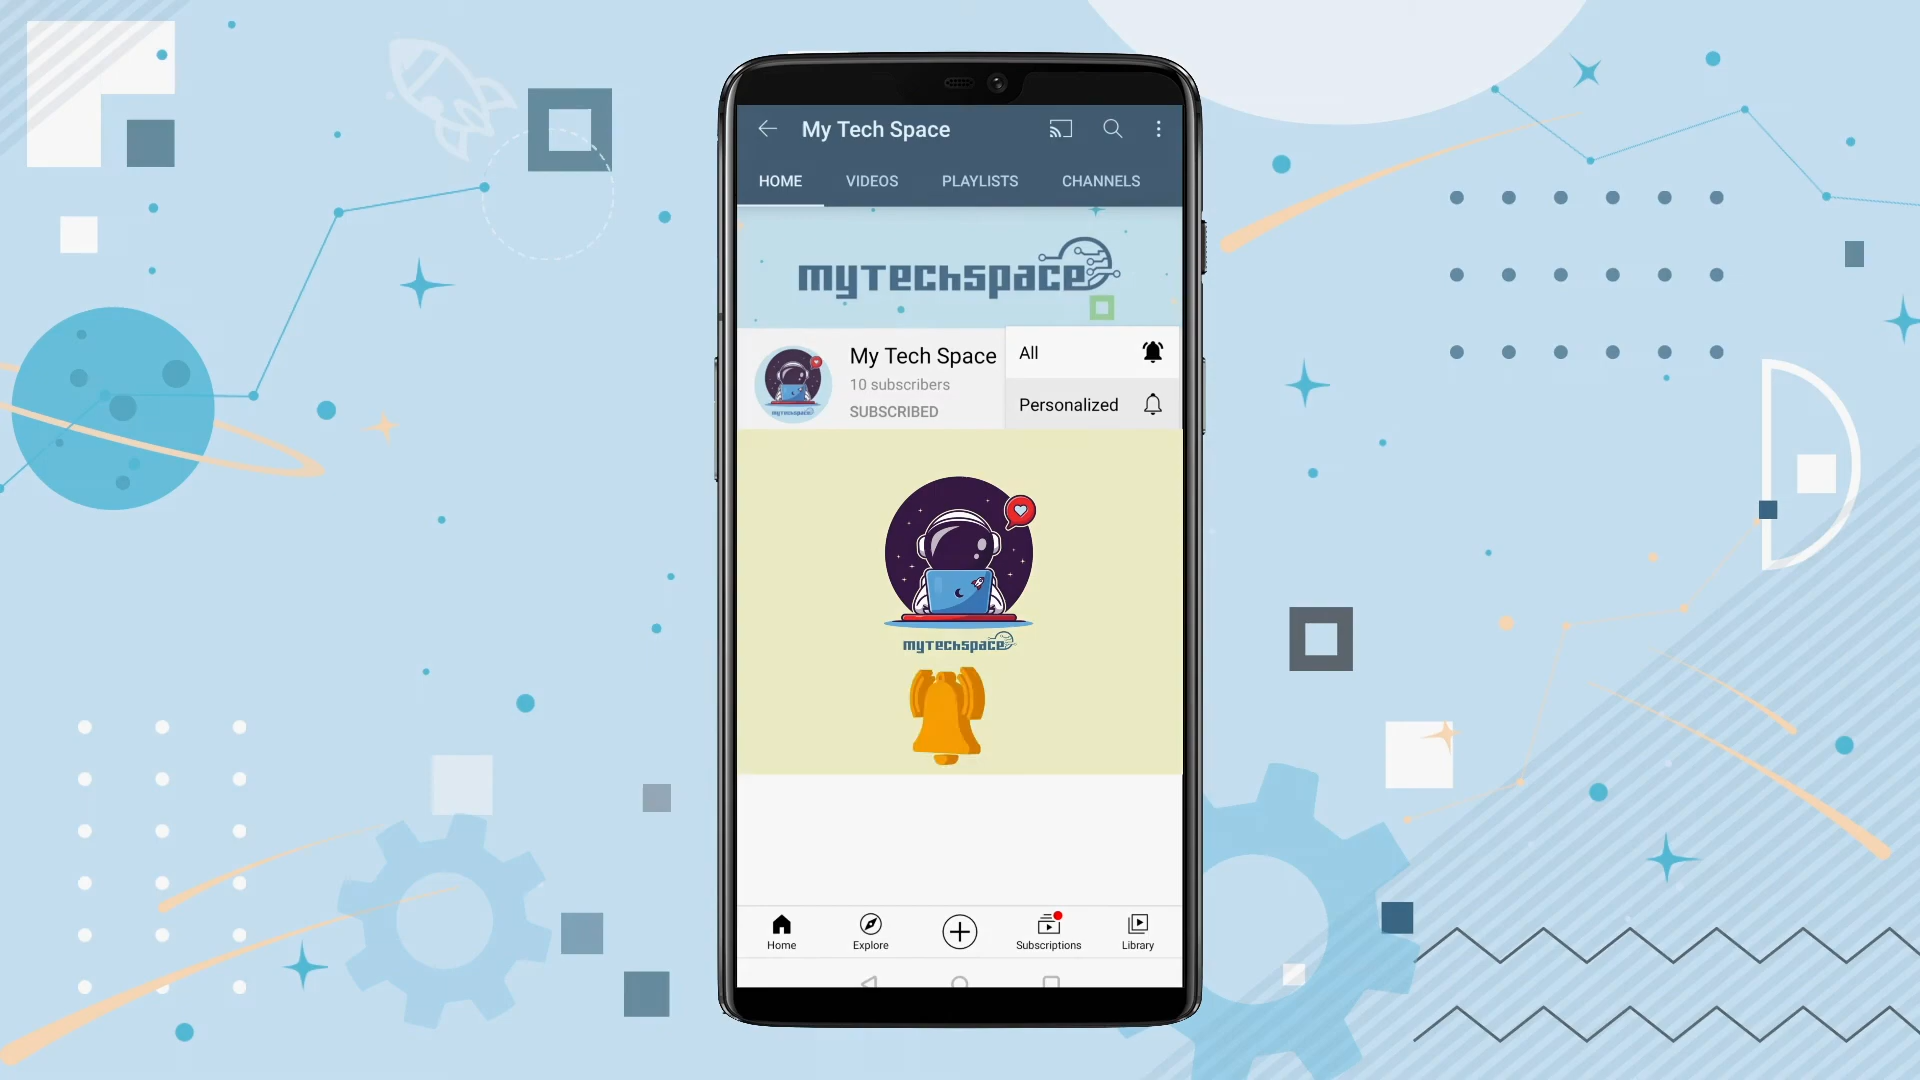 My Tech Space
HOME VIDEOS PLAYLISTS CHANNELS
myTechspace
My Tech Space
10 subscribers
SUBSCRIBED
All
Personalized
myTechspace
myTechspace
Home Explore Subscriptions Library